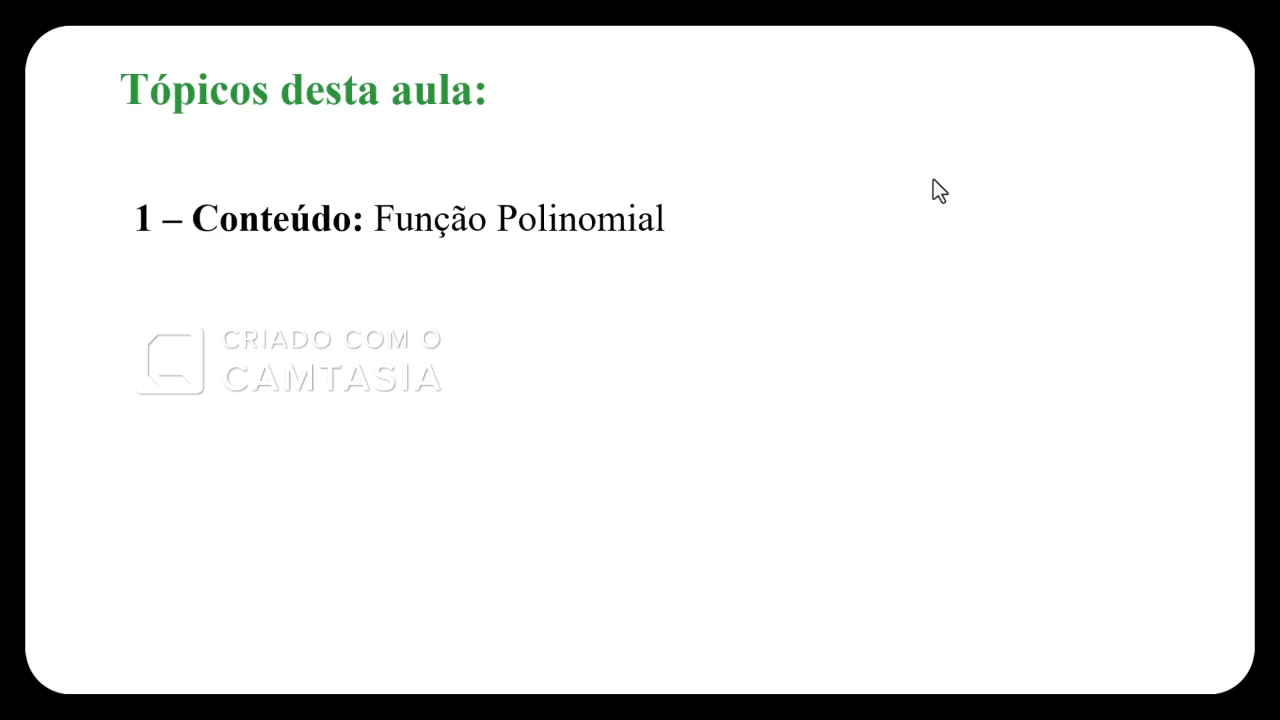 Tópicos desta aula:
1 – Conteúdo: Função Polinomial
CRIADO COM O
CAMTASIA